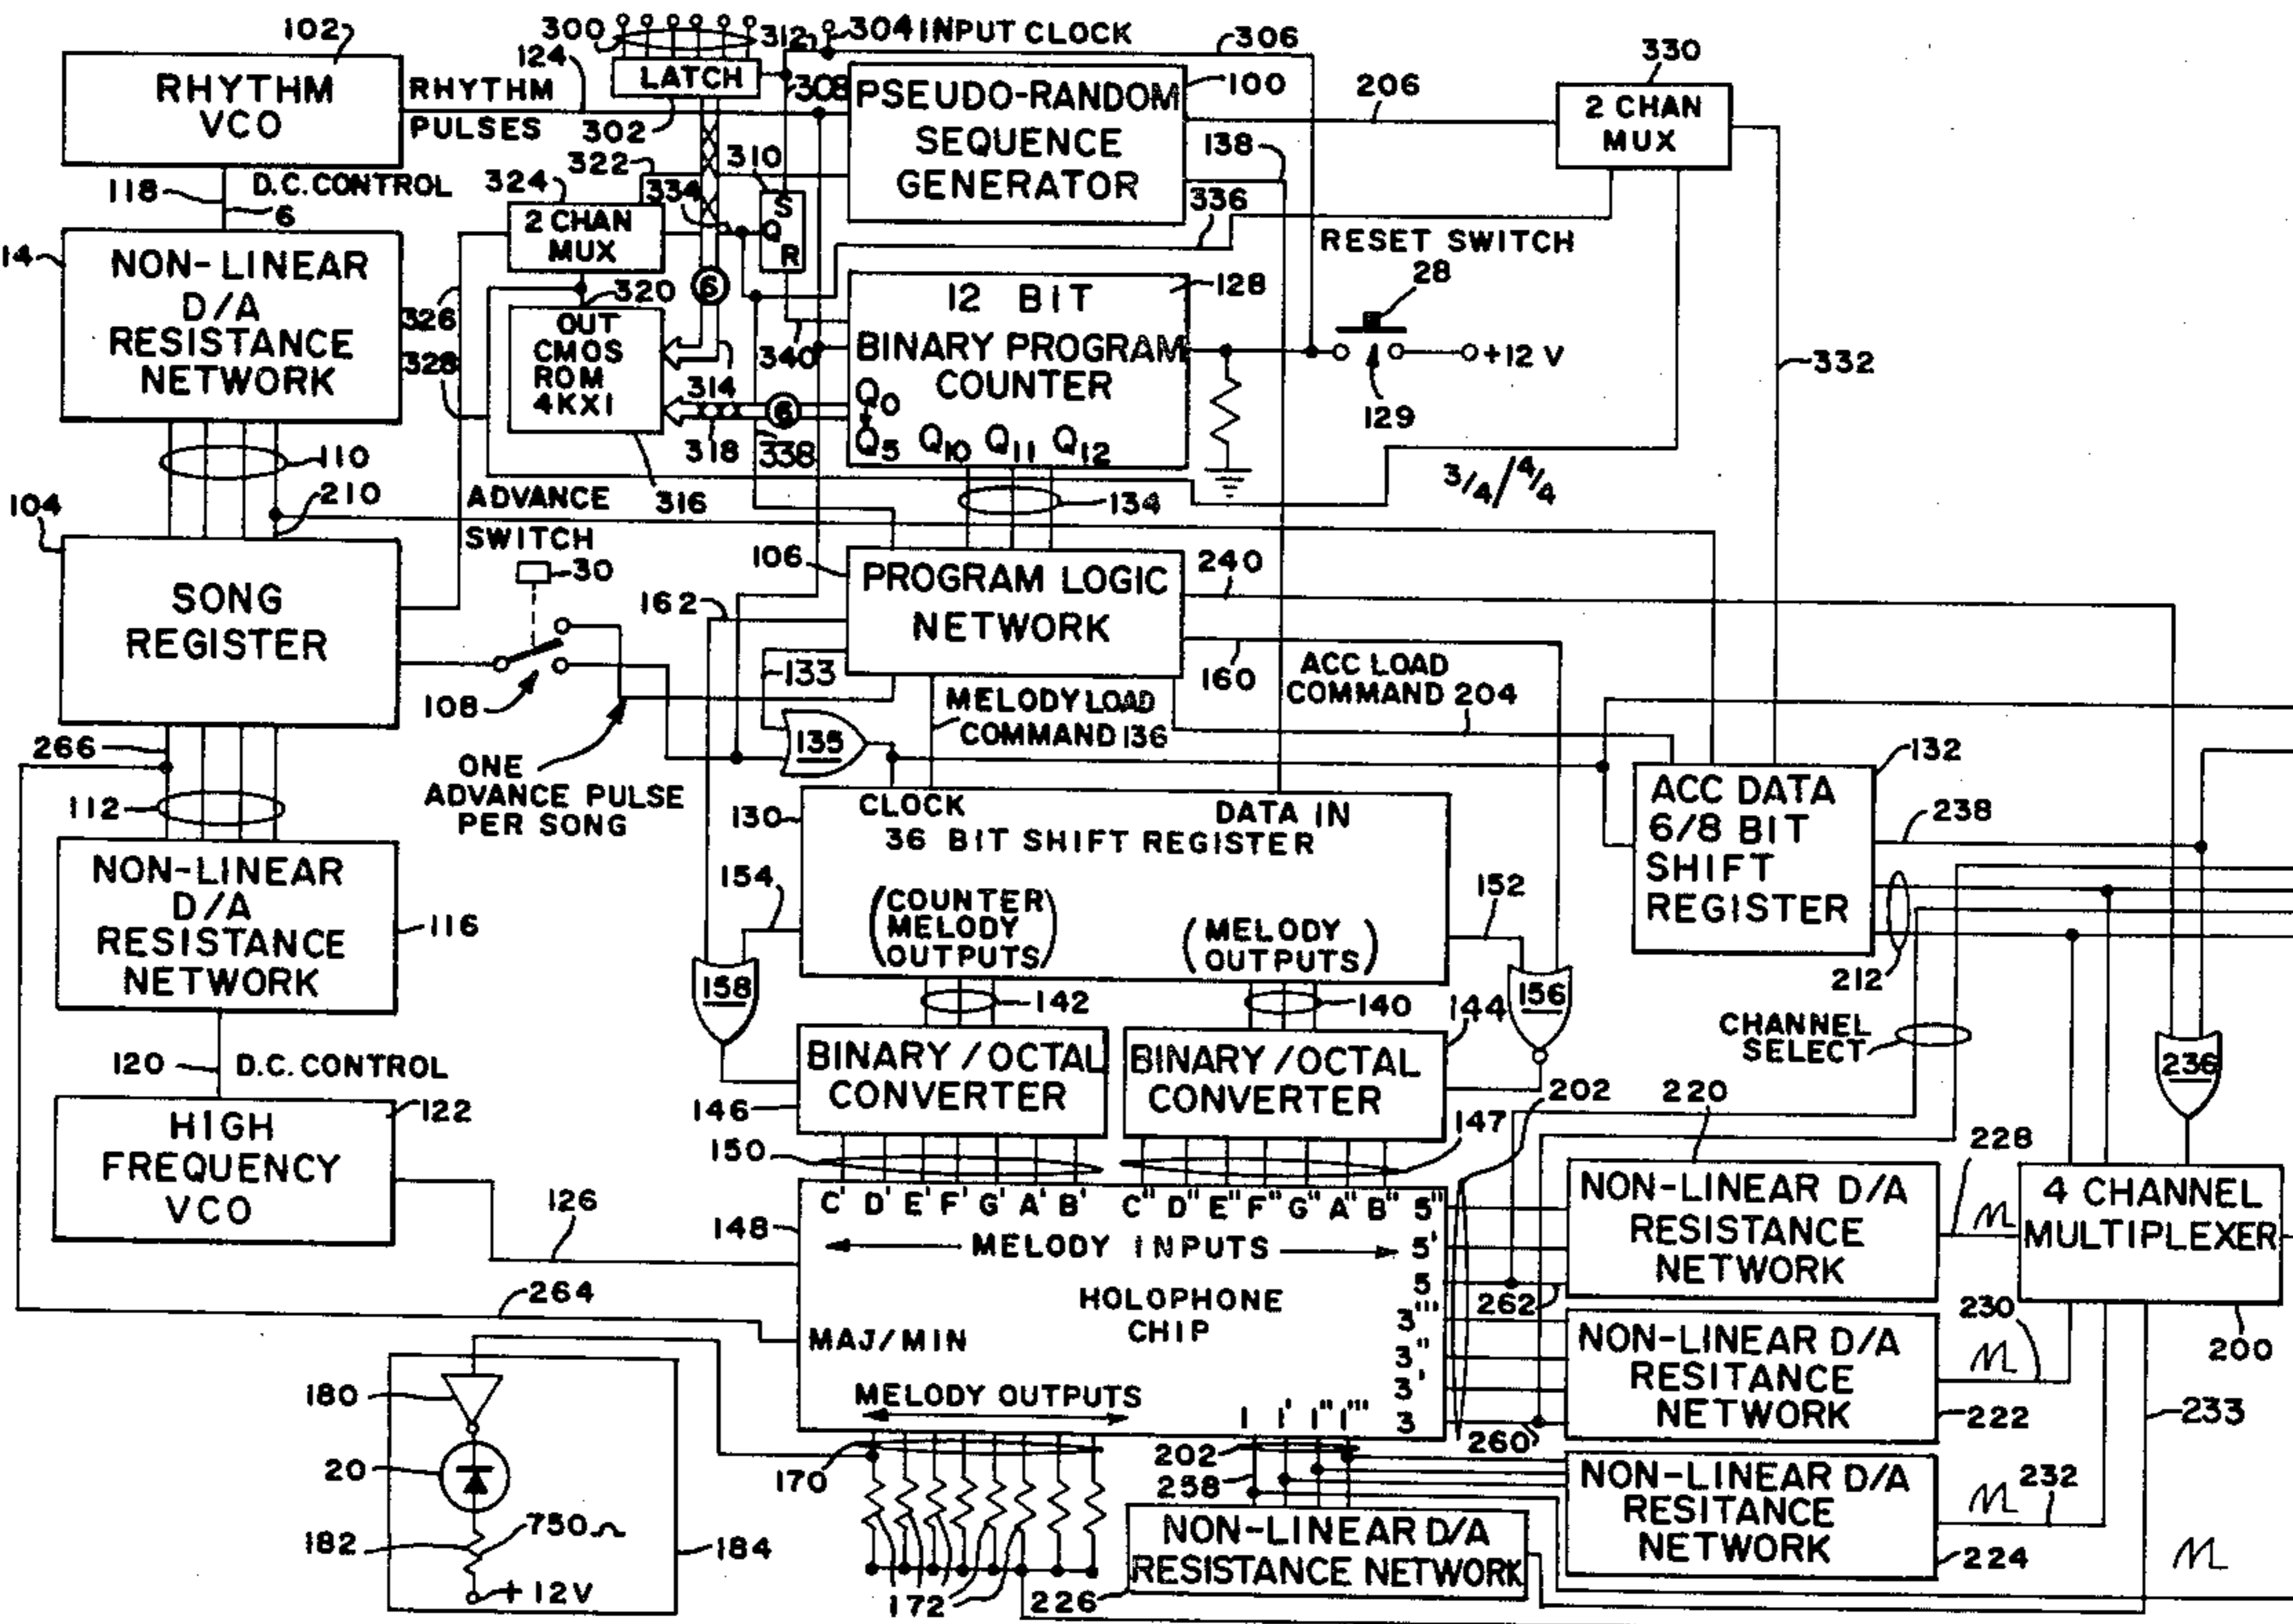 102
300
312
304 INPUT CLOCK
306
330
RHYTHM
VCO
124
RHYTHM
PULSES
LATCH
302
308
PSEUDO-RANDOM
SEQUENCE
GENERATOR
100
206
2 CHAN
MUX
118
D.C. CONTROL
6
322
310
138
324
334
S
Q
R
336
2 CHAN
MUX
14
NON-LINEAR
D/A
RESISTANCE
NETWORK
6
320
326
328
OUT
CMOS
ROM
4KX1
314
340
12 BIT
BINARY PROGRAM
COUNTER
128
Q0
Q5 Q10 Q11 Q12
RESET SWITCH
28
+12 V
129
332
6
318
338
316
110
210
134
3/4/4/4
104
SONG
REGISTER
ADVANCE
SWITCH
30
106
PROGRAM LOGIC
NETWORK
240
162
133
160
108
MELODY LOAD
COMMAND 136
ACC LOAD
COMMAND 204
266
135
ONE
ADVANCE PULSE
PER SONG
112
130
CLOCK
DATA IN
36 BIT SHIFT REGISTER
132
ACC DATA
6/8 BIT
SHIFT
REGISTER
238
NON-LINEAR
D/A
RESISTANCE
NETWORK
116
154
(COUNTER
MELODY
OUTPUTS)
(MELODY
OUTPUTS)
152
212
158
142
140
144
156
CHANNEL
SELECT
236
120
D.C. CONTROL
BINARY/OCTAL
CONVERTER
146
BINARY/OCTAL
CONVERTER
202
220
HIGH
FREQUENCY
VCO
122
150
147
228
126
148
C' D' E' F' G' A' B' C" D" E" F" G" A" B"
5"
5'
5
3'''
3"
3'
3
MELODY INPUTS
HOLOPHONE
CHIP
NON-LINEAR D/A
RESISTANCE
NETWORK
4 CHANNEL
MULTIPLEXER
264
262
230
200
MAJ/MIN
MELODY OUTPUTS
1 1' 1" 1'''
NON-LINEAR D/A
RESITANCE
NETWORK
222
233
180
20
182
750Ω
+12V
184
170
172
202
258
260
NON-LINEAR D/A
RESITANCE
NETWORK
232
224
NON-LINEAR D/A
RESISTANCE NETWORK
226